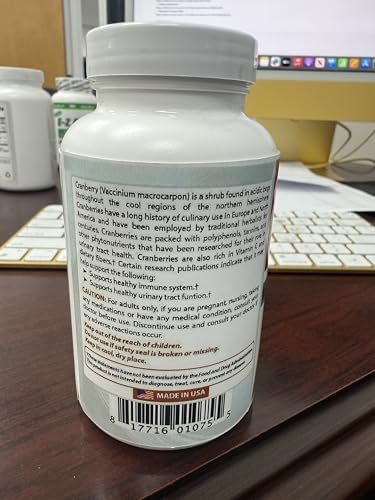 Cranberry (Vaccinium macrocarpon) is a shrub found in acidic bogs
throughout the cool regions of the northern hemisphere.
Cranberries have a long history of culinary use in Europe and North
America and have been employed by traditional herbalists for
centuries. Cranberries are packed with polyphenols, tannins, and
other phytonutrients that have been researched for their role in
urinary tract health. Cranberries are also rich in Vitamin C and
dietary fibers.† Certain research publications indicate that it may
support the following:
Supports healthy immune system.†
Supports healthy urinary tract funtion.†
CAUTION: For adults only, if you are pregnant, nursing, taking
any medications or have any medical condition, consult your
doctor before use. Discontinue use and consult your doctor if
any adverse reactions occur.
Keep out of the reach of children.
Do not use if safety seal is broken or missing.
Keep in cool, dry place.
†These statements have not been evaluated by the Food and Drug Administration.
This product is not intended to diagnose, treat, cure, or prevent any disease.
MADE IN USA
8 17716 01075 5
E-Z